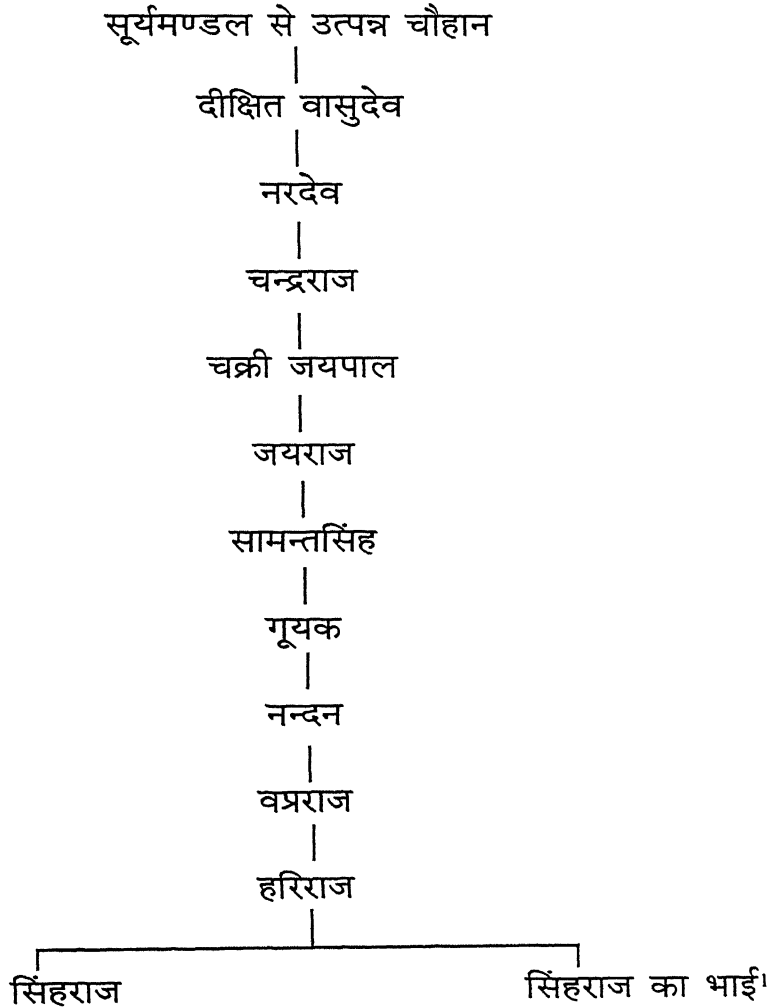 सूर्यमण्डल से उत्पन्न चौहान
दीक्षित वासुदेव
नरदेव
चन्द्रराज
चक्री जयपाल
जयराज
सामन्तसिंह
गूयक
नन्दन
वप्रराज
हरिराज
सिंहराज सिंहराज का भाई¹